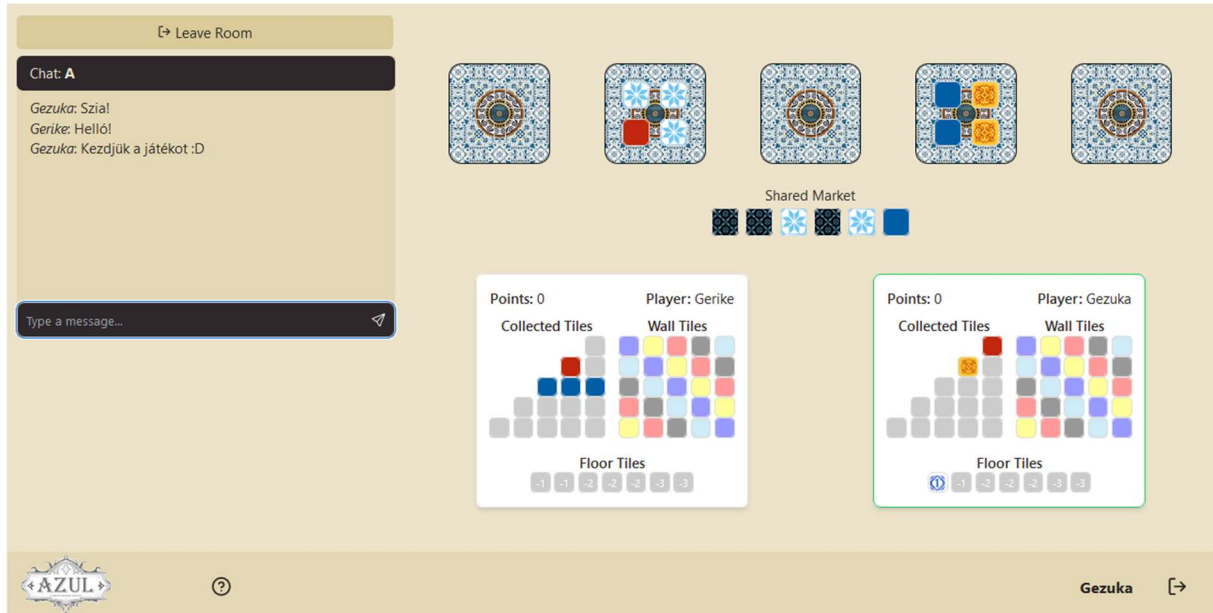 Leave Room
Chat: A
Gezuka: Szia!
Gerike: Helló!
Gezuka: Kezdjük a játékot :D
Type a message...
Shared Market
Points: 0 Player: Gerike
Collected Tiles Wall Tiles
Floor Tiles
-1 -1 -2 -2 -2 -3 -3
Points: 0 Player: Gezuka
Collected Tiles Wall Tiles
Floor Tiles
1 -1 -2 -2 -2 -3 -3
AZUL
?
Gezuka